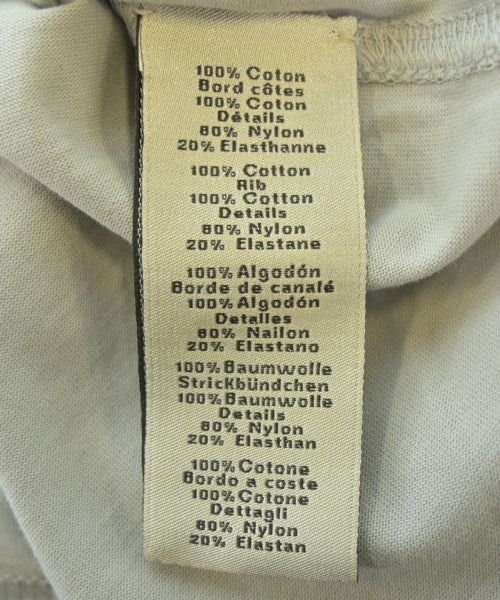 100% Coton
Bord côtes
100% Coton
Détails
80% Nylon
20% Elasthanne
100% Cotton
Rib
100% Cotton
Details
80% Nylon
20% Elastane
100% Algodón
Borde de canalé
100% Algodón
Detalles
80% Nailon
20% Elastano
100% Baumwolle
Strickbündchen
100% Baumwolle
Details
80% Nylon
20% Elasthan
100% Cotone
Bordo a coste
100% Cotone
Dettagli
80% Nylon
20% Elastan